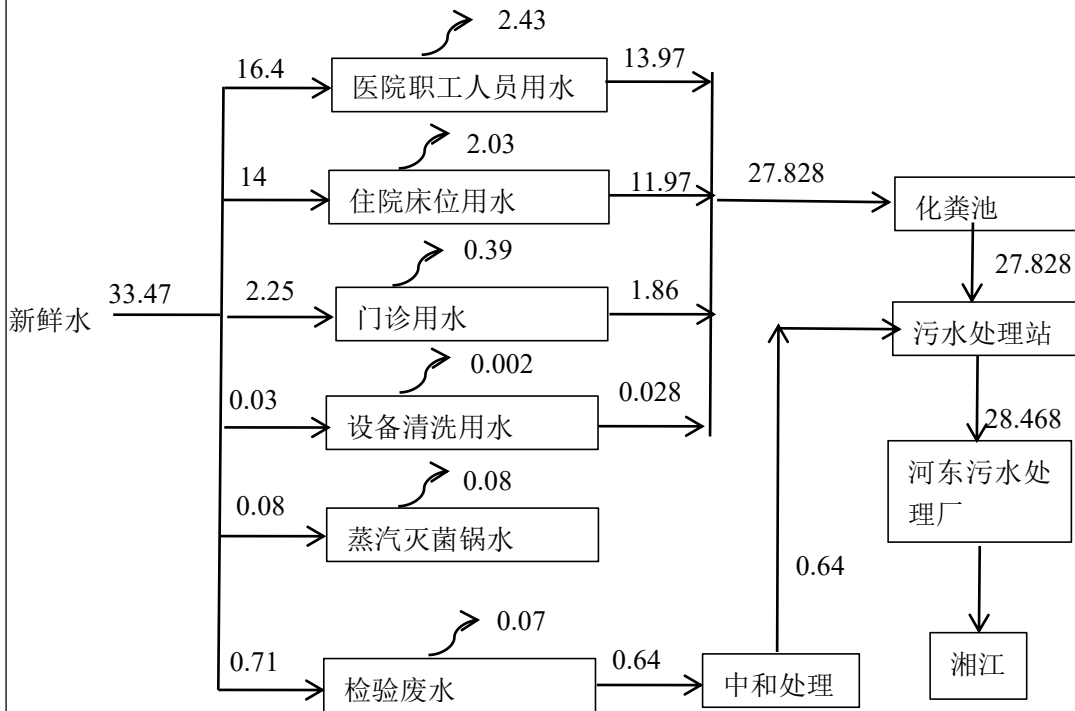 2.43
16.4
医院职工人员用水
13.97
2.03
14
住院床位用水
11.97
27.828
化粪池
0.39
27.828
新鲜水
33.47
2.25
门诊用水
1.86
污水处理站
0.002
0.03
设备清洗用水
0.028
28.468
0.08
0.08
蒸汽灭菌锅水
河东污水处
理厂
0.64
0.07
0.71
检验废水
0.64
中和处理
湘江